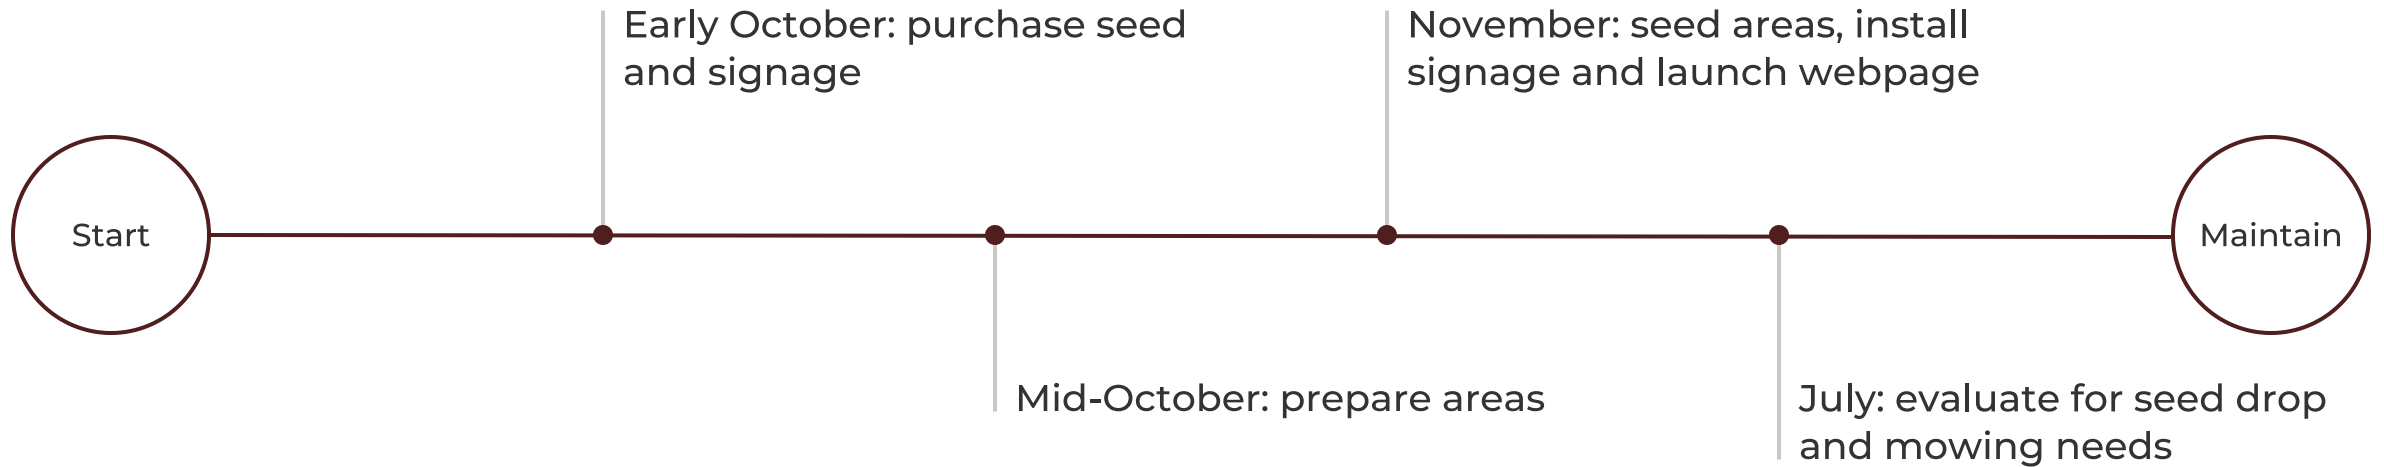 Early October: purchase seed
and signage
November: seed areas, install
signage and launch webpage
Start
Maintain
Mid-October: prepare areas
July: evaluate for seed drop
and mowing needs